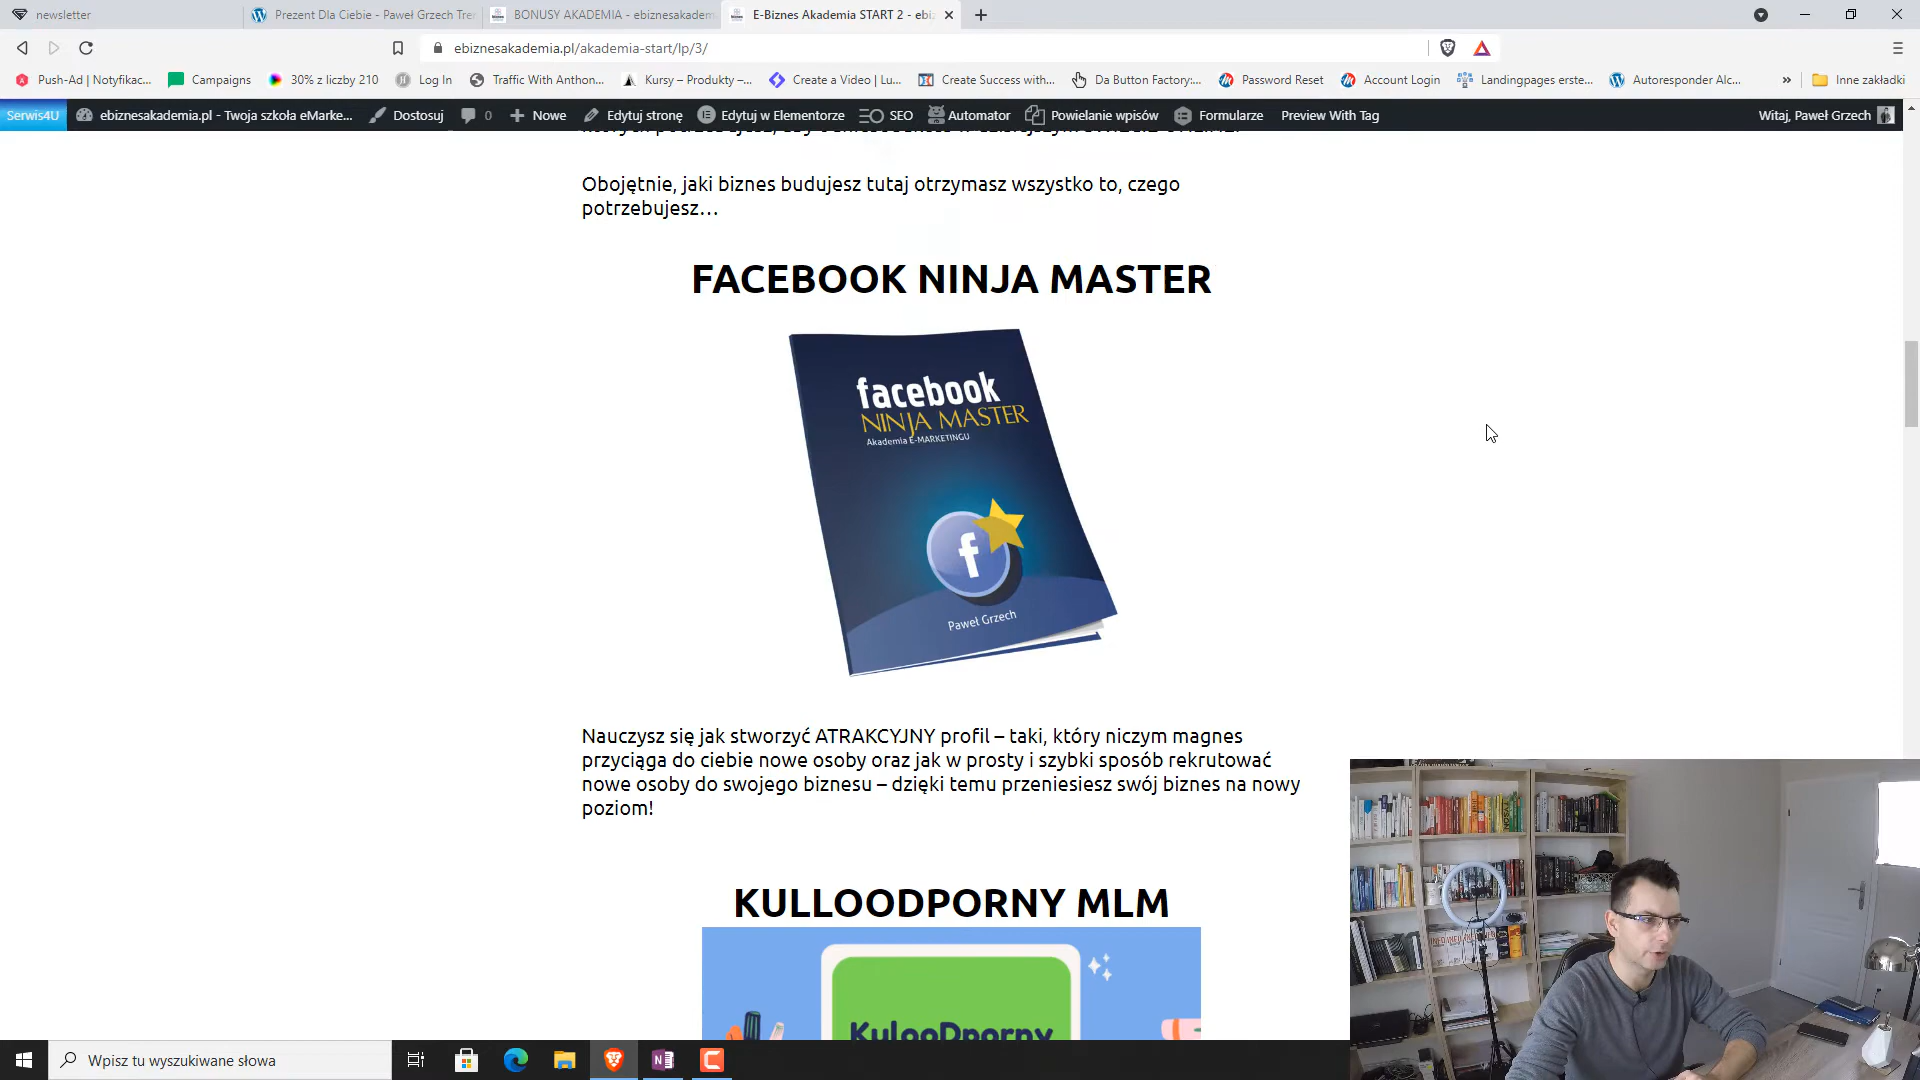 newsletter
Prezent Dla Ciebie - Paweł Grzech Tre
BONUSY AKADEMIA - ebiznesakadem
E-Biznes Akademia START 2 - ebi
ebiznesakademia.pl/akademia-start/lp/3/
Push-Ad | Notyfikac...
Campaigns
30% z liczby 210
Log In
Traffic With Anthon...
Kursy – Produkty –...
Create a Video | Lu...
Create Success with...
Da Button Factory:...
Password Reset
Account Login
Landingpages erste...
Autoresponder Alc...
»
Inne zakładki
Serwis4U
ebiznesakademia.pl - Twoja szkoła eMarke...
Dostosuj
0
Nowe
Edytuj stronę
Edytuj w Elementorze
SEO
Automator
Powielanie wpisów
Formularze
Preview With Tag
Witaj, Paweł Grzech
Obojętnie, jaki biznes budujesz tutaj otrzymasz wszystko to, czego
potrzebujesz…
FACEBOOK NINJA MASTER
facebook
NINJA MASTER
Akademia E-MARKETINGU
f
Paweł Grzech
Nauczysz się jak stworzyć ATRAKCYJNY profil – taki, który niczym magnes
przyciąga do ciebie nowe osoby oraz jak w prosty i szybki sposób rekrutować
nowe osoby do swojego biznesu – dzięki temu przeniesiesz swój biznes na nowy
poziom!
KULLOODPORNY MLM
KulooDporny
Wpisz tu wyszukiwane słowa